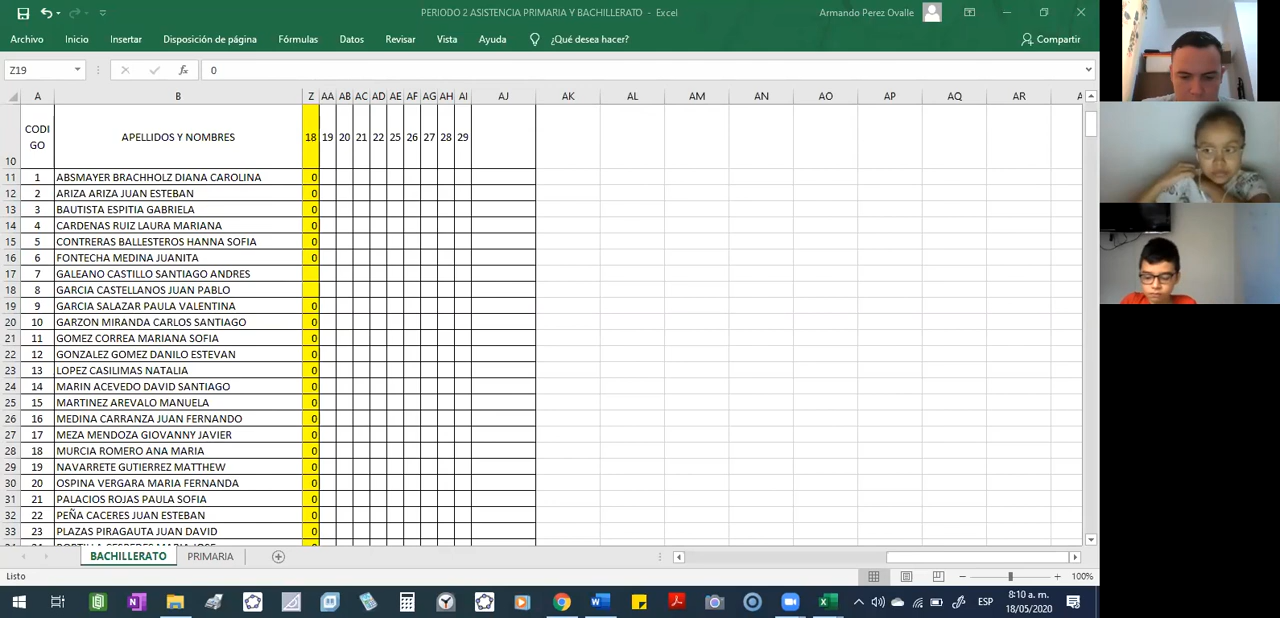 PERIODO 2 ASISTENCIA PRIMARIA Y BACHILLERATO - Excel
Armando Perez Ovalle
Archivo Inicio Insertar Disposición de página Fórmulas Datos Revisar Vista Ayuda ¿Qué desea hacer? Compartir
Z19 fx 0
A B Z AA AB AC AD AE AF AG AH AI AJ AK AL AM AN AO AP AQ AR
10 CODI GO APELLIDOS Y NOMBRES 18 19 20 21 22 25 26 27 28 29
11 1 ABSMAYER BRACHHOLZ DIANA CAROLINA 0
12 2 ARIZA ARIZA JUAN ESTEBAN 0
13 3 BAUTISTA ESPITIA GABRIELA 0
14 4 CARDENAS RUIZ LAURA MARIANA 0
15 5 CONTRERAS BALLESTEROS HANNA SOFIA 0
16 6 FONTECHA MEDINA JUANITA 0
17 7 GALEANO CASTILLO SANTIAGO ANDRES
18 8 GARCIA CASTELLANOS JUAN PABLO
19 9 GARCIA SALAZAR PAULA VALENTINA 0
20 10 GARZON MIRANDA CARLOS SANTIAGO 0
21 11 GOMEZ CORREA MARIANA SOFIA 0
22 12 GONZALEZ GOMEZ DANILO ESTEVAN 0
23 13 LOPEZ CASILIMAS NATALIA 0
24 14 MARIN ACEVEDO DAVID SANTIAGO 0
25 15 MARTINEZ AREVALO MANUELA 0
26 16 MEDINA CARRANZA JUAN FERNANDO 0
27 17 MEZA MENDOZA GIOVANNY JAVIER 0
28 18 MURCIA ROMERO ANA MARIA 0
29 19 NAVARRETE GUTIERREZ MATTHEW 0
30 20 OSPINA VERGARA MARIA FERNANDA 0
31 21 PALACIOS ROJAS PAULA SOFIA 0
32 22 PEÑA CACERES JUAN ESTEBAN 0
33 23 PLAZAS PIRAGAUTA JUAN DAVID 0
BACHILLERATO PRIMARIA
Listo 100%
ESP 8:10 a. m.
18/05/2020